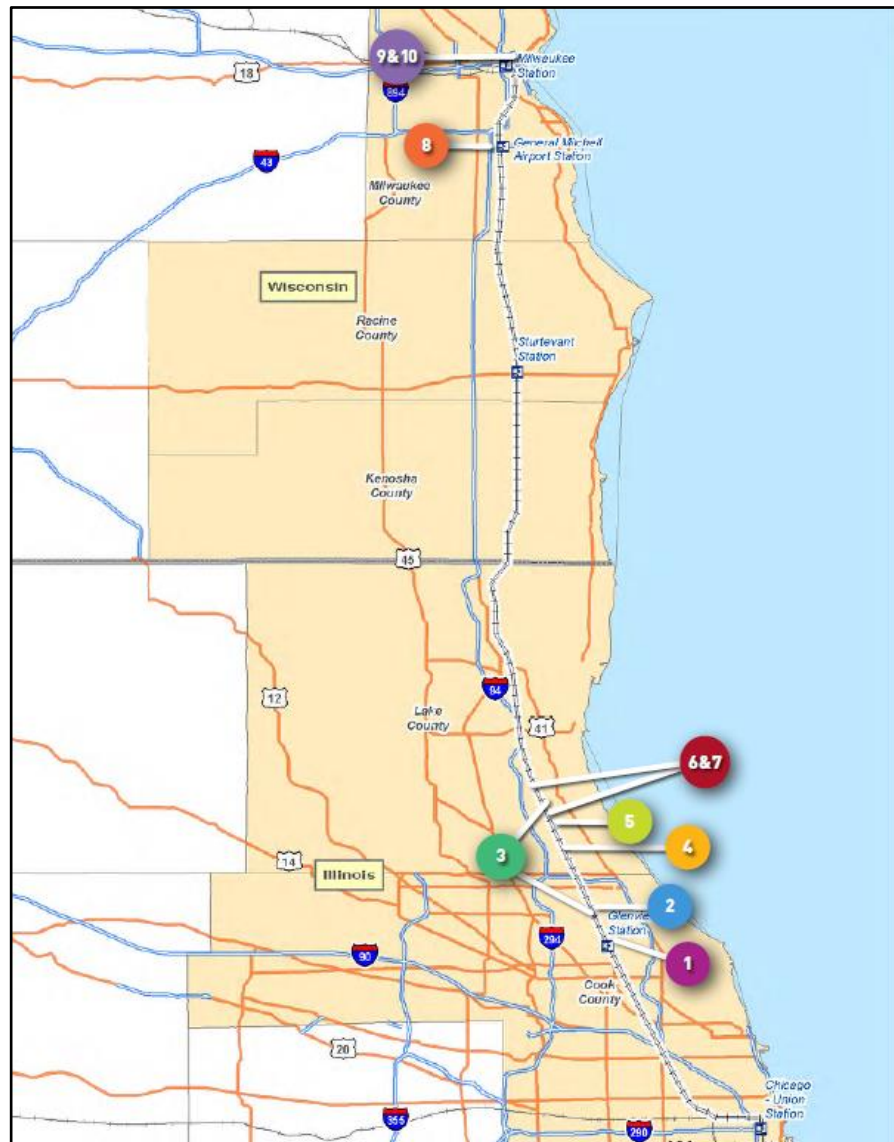 9&10
Milwaukee
Station
18
894
8
General Mitchell
Airport Station
43
Milwaukee
County
Wisconsin
Racine
County
Sturtevant
Station
Kenosha
County
45
12
94
Lake
County
41
6&7
5
3
4
14
Illinois
2
Station
294
1
90
Cook
County
20
Chicago
- Union
Station
355
290